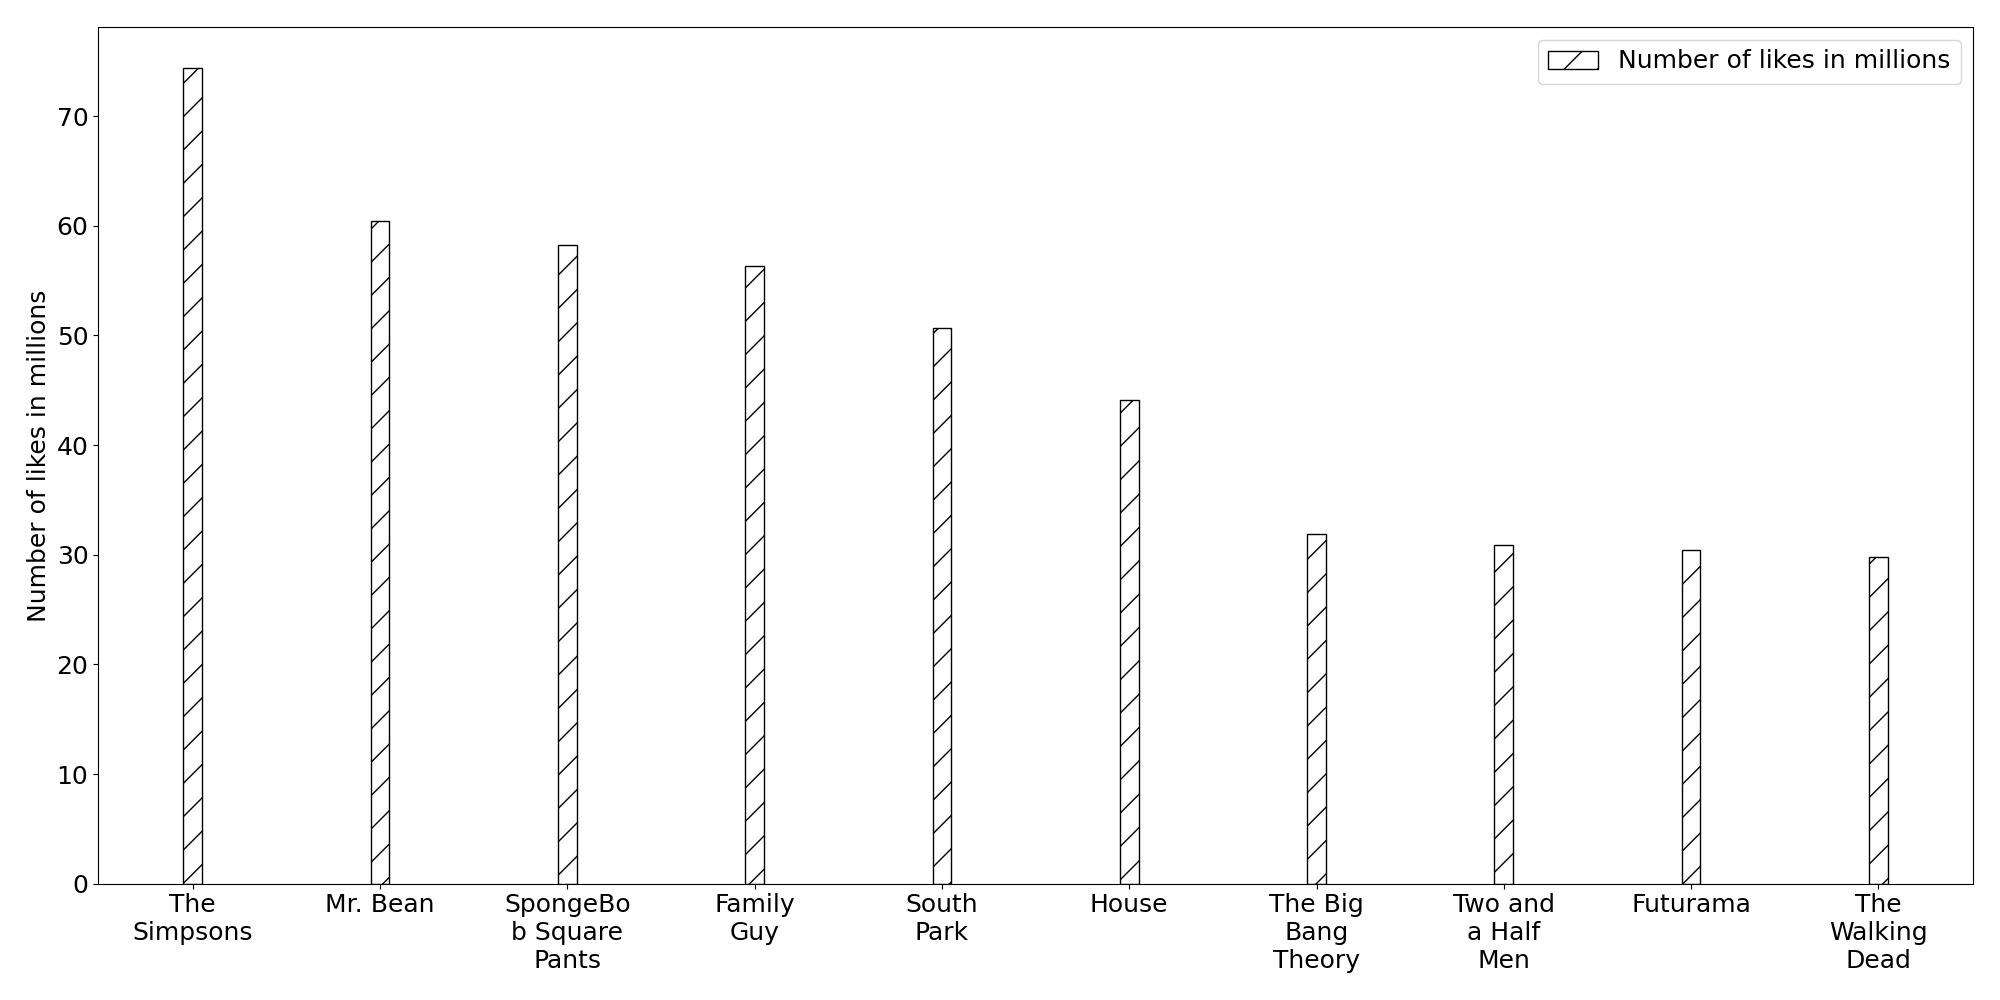 Number of likes in millions
Number of likes in millions
70
60
50
40
30
20
10
0
The
Simpsons
Mr. Bean
SpongeBo
b Square
Pants
Family
Guy
South
Park
House
The Big
Bang
Theory
Two and
a Half
Men
Futurama
The
Walking
Dead